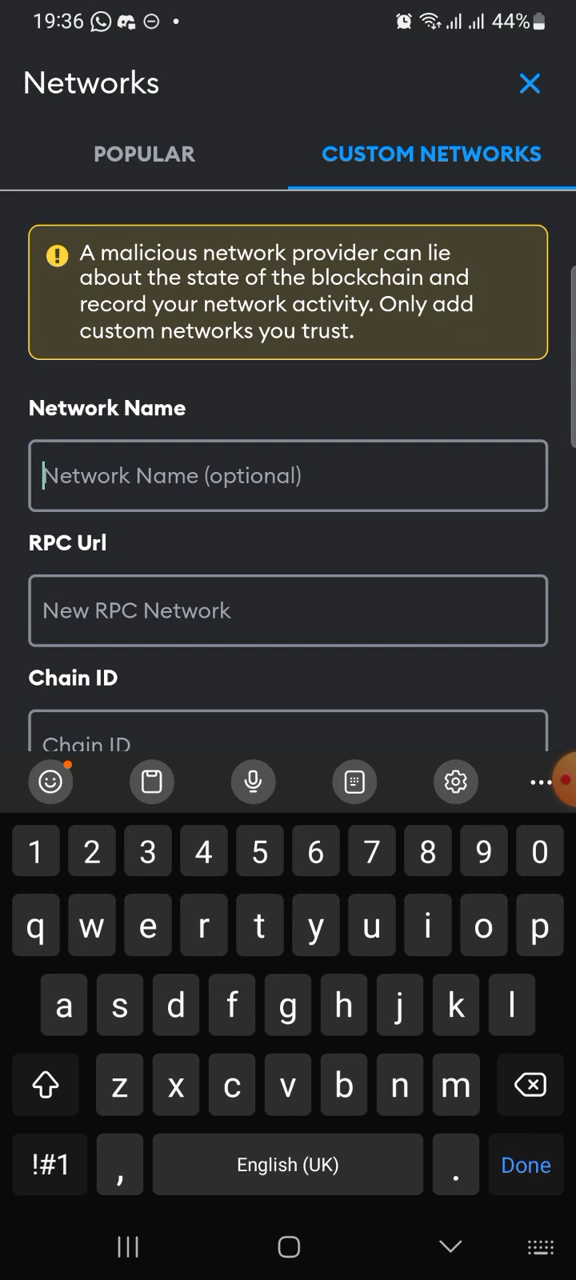 19:36 44%
Networks
POPULAR CUSTOM NETWORKS
A malicious network provider can lie
about the state of the blockchain and
record your network activity. Only add
custom networks you trust.
Network Name
Network Name (optional)
RPC Url
New RPC Network
Chain ID
Chain ID
1 2 3 4 5 6 7 8 9 0
q w e r t y u i o p
a s d f g h j k l
z x c v b n m
!#1 , English (UK) . Done